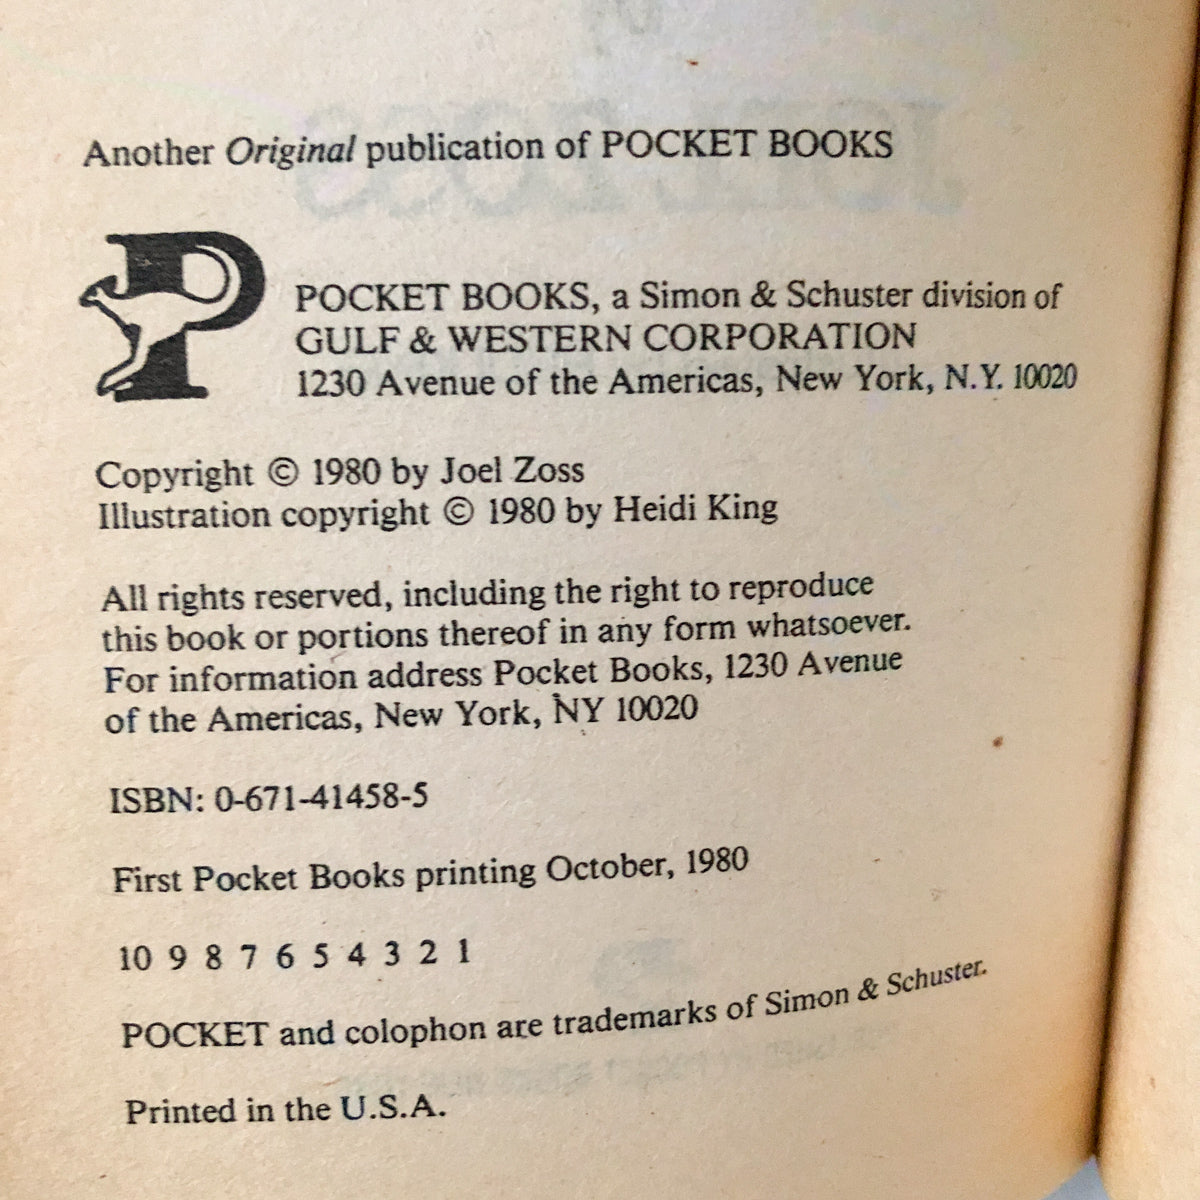 Another Original publication of POCKET BOOKS
P
POCKET BOOKS, a Simon & Schuster division of
GULF & WESTERN CORPORATION
1230 Avenue of the Americas, New York, N.Y. 10020
Copyright © 1980 by Joel Zoss
Illustration copyright © 1980 by Heidi King
All rights reserved, including the right to reproduce
this book or portions thereof in any form whatsoever.
For information address Pocket Books, 1230 Avenue
of the Americas, New York, NY 10020
ISBN: 0-671-41458-5
First Pocket Books printing October, 1980
10 9 8 7 6 5 4 3 2 1
POCKET and colophon are trademarks of Simon & Schuster.
Printed in the U.S.A.